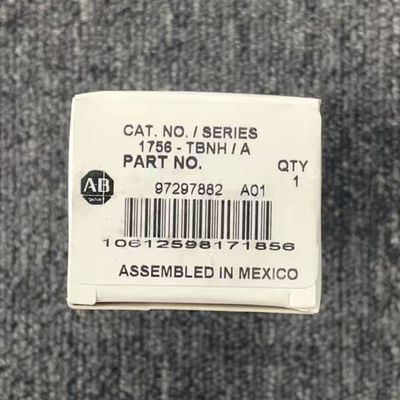 CAT. NO. / SERIES
1756 - TBNH / A
PART NO.
QTY
1
AB
97297882 A01
10612598171856
ASSEMBLED IN MEXICO